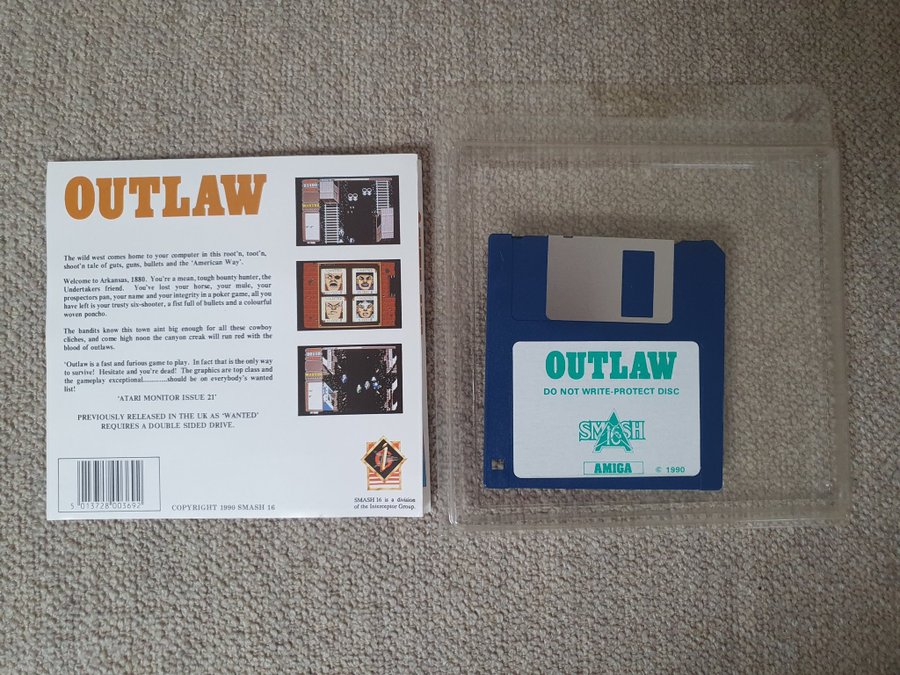 OUTLAW
The wild west comes home to your computer in this root'n, toot'n,
shoot'n tale of guts, guns, bullets and the 'American Way'.
Welcome to Arkansas, 1880. You're a mean, tough bounty hunter, the
Undertakers friend. You've lost your horse, your mule, your
prospectors pan, your name and your integrity in a poker game, all you
have left is your trusty six-shooter, a fist full of bullets and a colourful
woven poncho.
The bandits know this town aint big enough for all these cowboy
cliches, and come high noon the canyon creak will run red with the
blood of outlaws.
'Outlaw is a fast and furious game to play. In fact that is the only way
to survive! Hesitate and you're dead! The graphics are top class and
the gameplay exceptional............should be on everybody's wanted
list!
'ATARI MONITOR ISSUE 21'
PREVIOUSLY RELEASED IN THE UK AS 'WANTED'
REQUIRES A DOUBLE SIDED DRIVE.
5 013728 003692
COPYRIGHT 1990 SMASH 16
SMASH 16 is a division
of the Interceptor Group.
OUTLAW
DO NOT WRITE-PROTECT DISC
SMASH
16
AMIGA © 1990